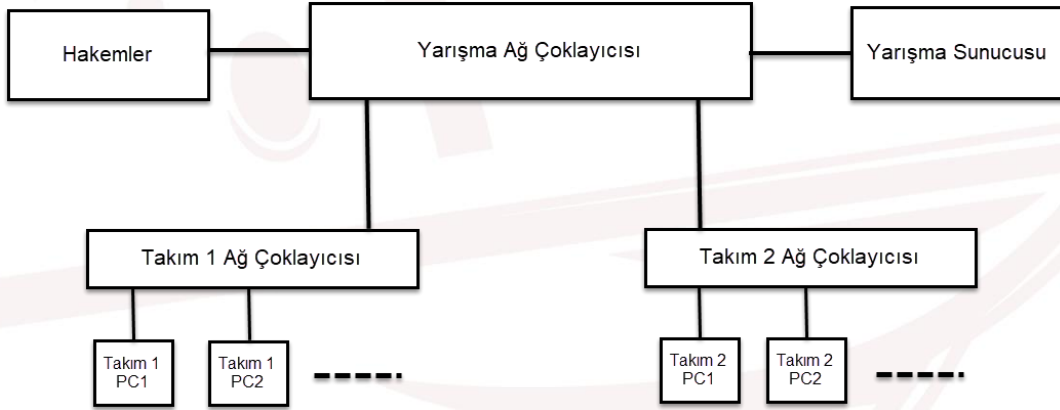 Hakemler
Yarışma Ağ Çoklayıcısı
Yarışma Sunucusu
Takım 1 Ağ Çoklayıcısı
Takım 2 Ağ Çoklayıcısı
Takım 1
PC1
Takım 1
PC2
Takım 2
PC1
Takım 2
PC2